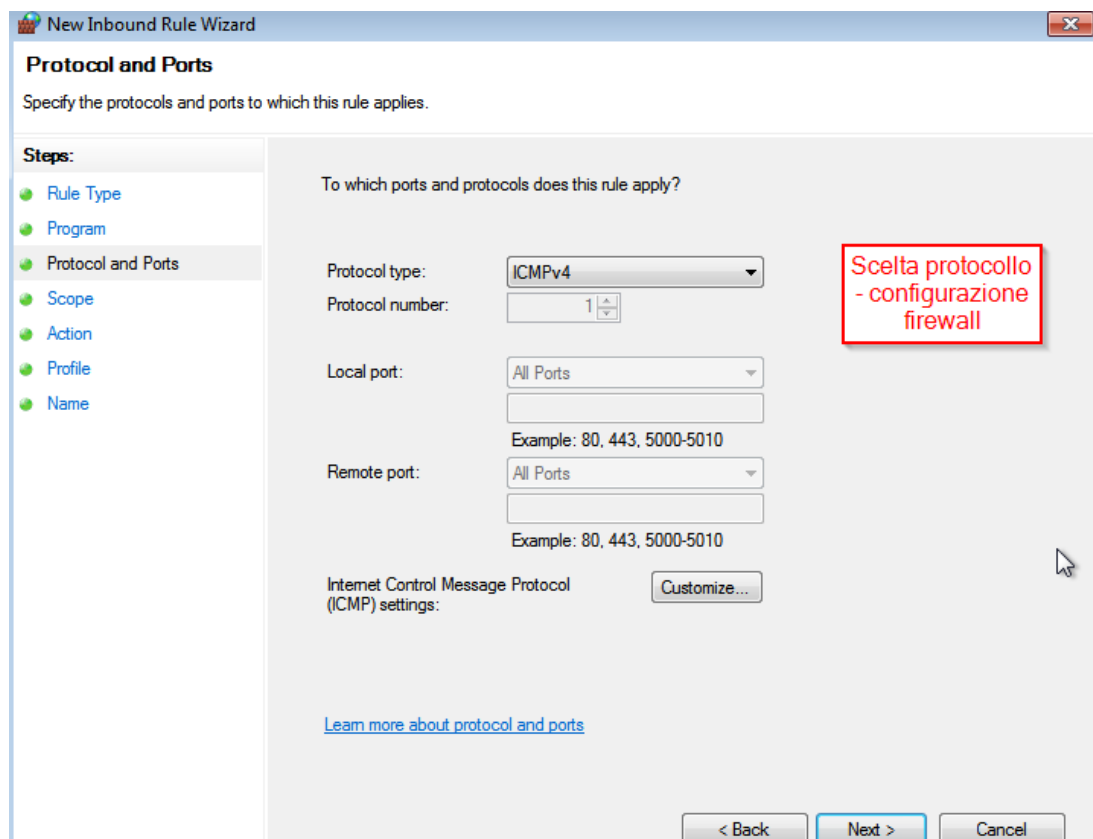 New Inbound Rule Wizard
Protocol and Ports
Specify the protocols and ports to which this rule applies.
Steps:
Rule Type
Program
Protocol and Ports
Scope
Action
Profile
Name
To which ports and protocols does this rule apply?
Protocol type: ICMPv4
Protocol number: 1
Local port: All Ports
Example: 80, 443, 5000-5010
Remote port: All Ports
Example: 80, 443, 5000-5010
Internet Control Message Protocol
(ICMP) settings:
Customize...
Learn more about protocol and ports
Scelta protocollo
- configurazione
firewall
< Back Next > Cancel